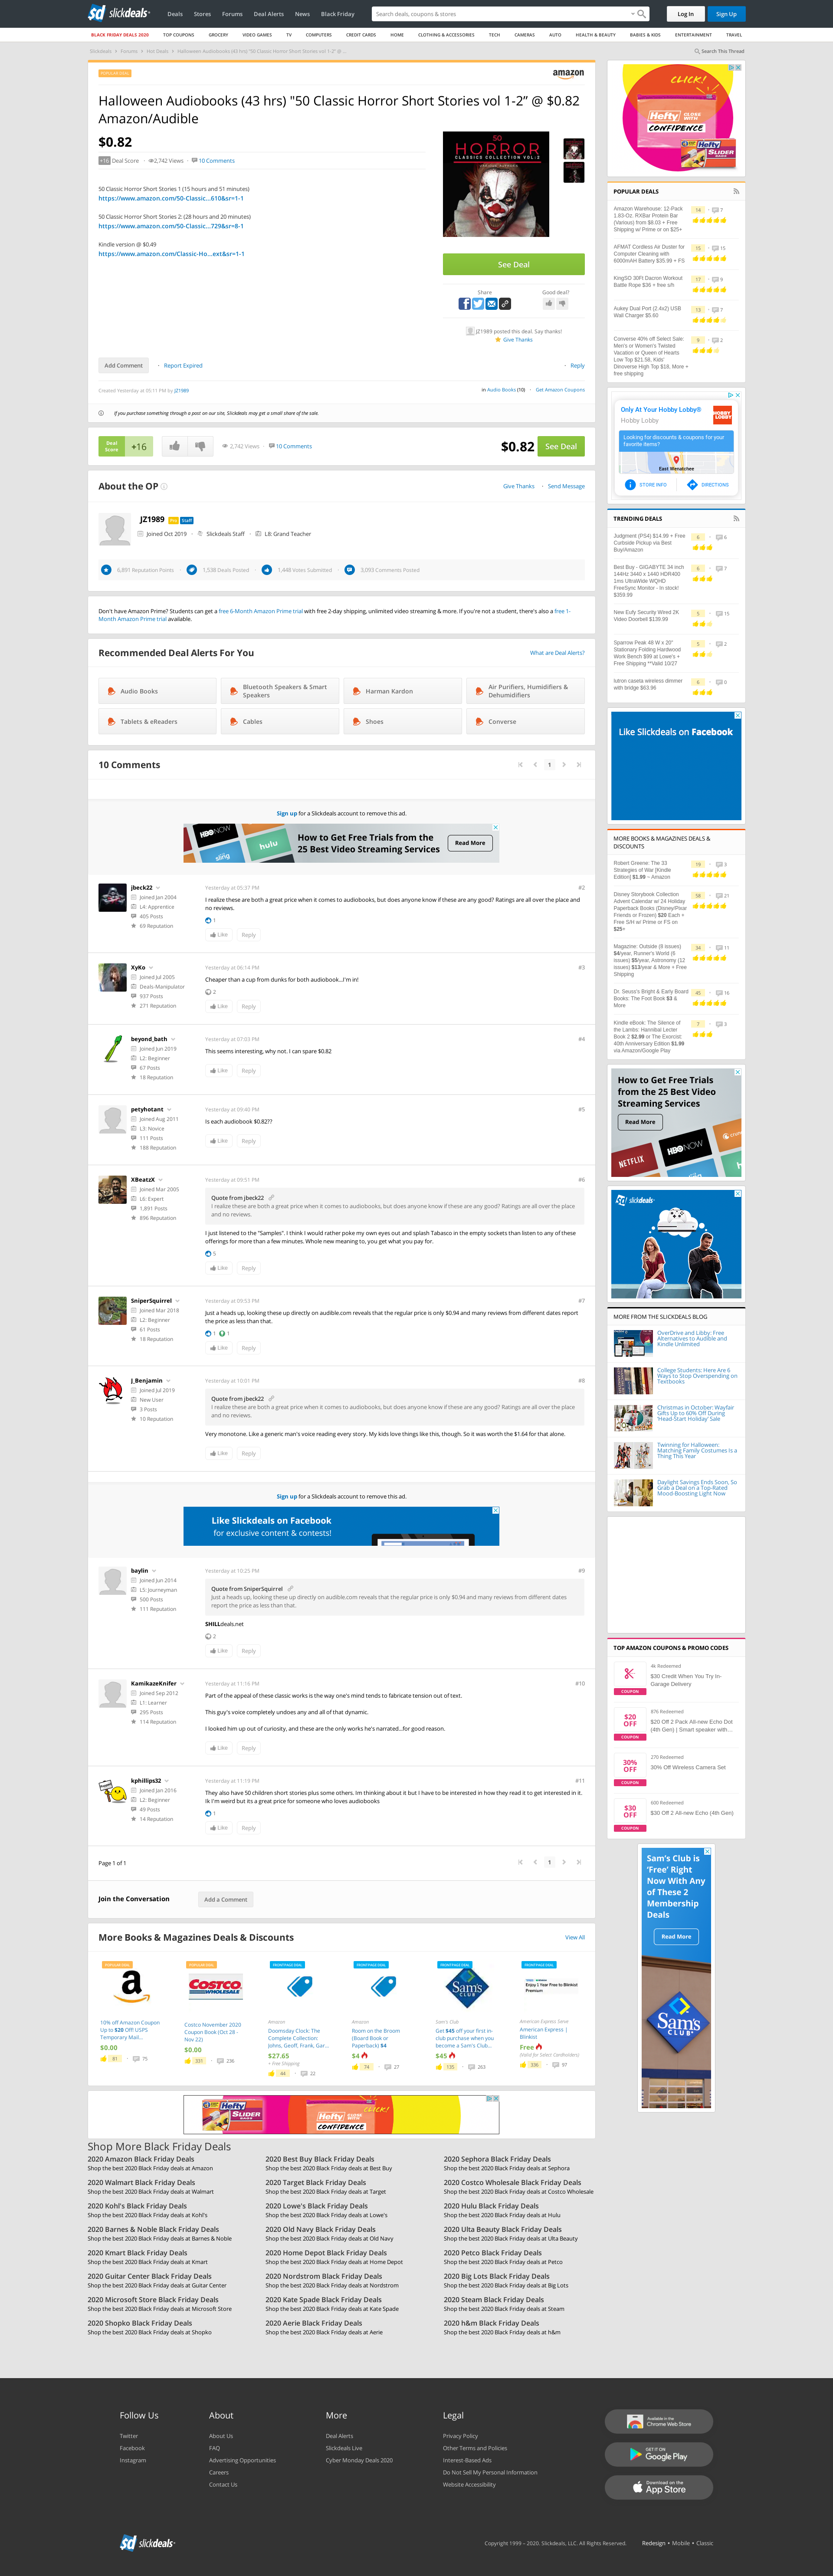 slickdeals
Deals Stores Forums Deal Alerts News Black Friday
Search deals, coupons & stores
Log In Sign Up
BLACK FRIDAY DEALS 2020 TOP COUPONS GROCERY VIDEO GAMES TV COMPUTERS CREDIT CARDS HOME CLOTHING & ACCESSORIES TECH CAMERAS AUTO HEALTH & BEAUTY BABIES & KIDS ENTERTAINMENT TRAVEL
Slickdeals Forums Hot Deals Halloween Audiobooks (43 hrs) "50 Classic Horror Short Stories vol 1-2" @ ...
Search This Thread
POPULAR DEAL
amazon
Halloween Audiobooks (43 hrs) "50 Classic Horror Short Stories vol 1-2" @ $0.82
Amazon/Audible
$0.82
+16 Deal Score 2,742 Views 10 Comments
50 Classic Horror Short Stories 1 (15 hours and 51 minutes)
https://www.amazon.com/50-Classic...610&sr=1-1
50 Classic Horror Short Stories 2: (28 hours and 20 minutes)
https://www.amazon.com/50-Classic...729&sr=8-1
Kindle version @ $0.49
https://www.amazon.com/Classic-Ho...ext&sr=1-1
50
HORROR
CLASSICS COLLECTION VOL:2
See Deal
Share Good deal?
JZ1989 posted this deal. Say thanks!
Give Thanks
Add Comment Report Expired Reply
Created Yesterday at 05:11 PM by JZ1989
in Audio Books (10) Get Amazon Coupons
If you purchase something through a post on our site, Slickdeals may get a small share of the sale.
Deal
Score
+16
2,742 Views 10 Comments
$0.82 See Deal
About the OP
Give Thanks Send Message
JZ1989 Pro Staff
Joined Oct 2019 Slickdeals Staff L8: Grand Teacher
6,891 Reputation Points 1,538 Deals Posted 1,448 Votes Submitted 3,093 Comments Posted
Don't have Amazon Prime? Students can get a free 6-Month Amazon Prime trial with free 2-day shipping, unlimited video streaming & more. If you're not a student, there's also a free 1-
Month Amazon Prime trial available.
Recommended Deal Alerts For You
What are Deal Alerts?
Audio Books
Bluetooth Speakers & Smart
Speakers
Harman Kardon
Air Purifiers, Humidifiers &
Dehumidifiers
Tablets & eReaders
Cables
Shoes
Converse
10 Comments
1
Sign up for a Slickdeals account to remove this ad.
HBO NOW
sling
hulu
How to Get Free Trials from the
25 Best Video Streaming Services
Read More
jbeck22
Joined Jan 2004
L4: Apprentice
405 Posts
69 Reputation
Yesterday at 05:37 PM #2
I realize these are both a great price when it comes to audiobooks, but does anyone know if these are any good? Ratings are all over the place and
no reviews.
1
Like Reply
XyKo
Joined Jul 2005
Deals-Manipulator
937 Posts
271 Reputation
Yesterday at 06:14 PM #3
Cheaper than a cup from dunks for both audiobook...I'm in!
2
Like Reply
beyond_bath
Joined Jun 2019
L2: Beginner
67 Posts
18 Reputation
Yesterday at 07:03 PM #4
This seems interesting, why not. I can spare $0.82
Like Reply
petyhotant
Joined Aug 2011
L3: Novice
111 Posts
188 Reputation
Yesterday at 09:40 PM #5
Is each audiobook $0.82??
Like Reply
XBeatzX
Joined Mar 2005
L6: Expert
1,891 Posts
896 Reputation
Yesterday at 09:51 PM #6
Quote from jbeck22
I realize these are both a great price when it comes to audiobooks, but does anyone know if these are any good? Ratings are all over the place
and no reviews.
I just listened to the "Samples". I think I would rather poke my own eyes out and splash Tabasco in the empty sockets than listen to any of these
offerings for more than a few minutes. Whole new meaning to, you get what you pay for.
5
Like Reply
SniperSquirrel
Joined Mar 2018
L2: Beginner
61 Posts
18 Reputation
Yesterday at 09:53 PM #7
Just a heads up, looking these up directly on audible.com reveals that the regular price is only $0.94 and many reviews from different dates report
the price as less than that.
1 1
Like Reply
J_Benjamin
Joined Jul 2019
New User
3 Posts
10 Reputation
Yesterday at 10:01 PM #8
Quote from jbeck22
I realize these are both a great price when it comes to audiobooks, but does anyone know if these are any good? Ratings are all over the place
and no reviews.
Very monotone. Like a generic man's voice reading every story. My kids love things like this, though. So it was worth the $1.64 for that alone.
Like Reply
Sign up for a Slickdeals account to remove this ad.
Like Slickdeals on Facebook
for exclusive content & contests!
baylin
Joined Jun 2014
L5: Journeyman
500 Posts
111 Reputation
Yesterday at 10:25 PM #9
Quote from SniperSquirrel
Just a heads up, looking these up directly on audible.com reveals that the regular price is only $0.94 and many reviews from different dates
report the price as less than that.
SHILLdeals.net
2
Like Reply
KamikazeKnifer
Joined Sep 2012
L1: Learner
295 Posts
114 Reputation
Yesterday at 11:16 PM #10
Part of the appeal of these classic works is the way one's mind tends to fabricate tension out of text.
This guy's voice completely undoes any and all of that dynamic.
I looked him up out of curiosity, and these are the only works he's narrated...for good reason.
Like Reply
kphillips32
Joined Jan 2016
L2: Beginner
49 Posts
14 Reputation
Yesterday at 11:19 PM #11
They also have 50 children short stories plus some others. Im thinking about it but I have to be interested in how they read it to get interested in it.
Ik I'm weird but its a great price for someone who loves audiobooks
1
Like Reply
Page 1 of 1 1
Join the Conversation Add a Comment
More Books & Magazines Deals & Discounts View All
POPULAR DEAL
10% off Amazon Coupon
Up to $20 Off! USPS
Temporary Mail...
$0.00
81 75
POPULAR DEAL
COSTCO
WHOLESALE
Costco November 2020
Coupon Book (Oct 28 -
Nov 22)
$0.00
331 236
FRONTPAGE DEAL
Amazon
Doomsday Clock: The
Complete Collection:
Johns, Geoff, Frank, Gar...
$27.65
+ Free Shipping
44 22
FRONTPAGE DEAL
Amazon
Room on the Broom
(Board Book or
Paperback) $4
$4
74 27
FRONTPAGE DEAL
Sam's Club
Get $45 off your first in-
club purchase when you
become a Sam's Club...
$45
135 263
FRONTPAGE DEAL
Enjoy 1 Year Free to Blinkist
Premium
American Express Send
American Express |
Blinkist
Free
(Valid for Select Cardholders)
336 97
Shop More Black Friday Deals
2020 Amazon Black Friday Deals
Shop the best 2020 Black Friday deals at Amazon
2020 Best Buy Black Friday Deals
Shop the best 2020 Black Friday deals at Best Buy
2020 Sephora Black Friday Deals
Shop the best 2020 Black Friday deals at Sephora
2020 Walmart Black Friday Deals
Shop the best 2020 Black Friday deals at Walmart
2020 Target Black Friday Deals
Shop the best 2020 Black Friday deals at Target
2020 Costco Wholesale Black Friday Deals
Shop the best 2020 Black Friday deals at Costco Wholesale
2020 Kohl's Black Friday Deals
Shop the best 2020 Black Friday deals at Kohl's
2020 Lowe's Black Friday Deals
Shop the best 2020 Black Friday deals at Lowe's
2020 Hulu Black Friday Deals
Shop the best 2020 Black Friday deals at Hulu
2020 Barnes & Noble Black Friday Deals
Shop the best 2020 Black Friday deals at Barnes & Noble
2020 Old Navy Black Friday Deals
Shop the best 2020 Black Friday deals at Old Navy
2020 Ulta Beauty Black Friday Deals
Shop the best 2020 Black Friday deals at Ulta Beauty
2020 Kmart Black Friday Deals
Shop the best 2020 Black Friday deals at Kmart
2020 Home Depot Black Friday Deals
Shop the best 2020 Black Friday deals at Home Depot
2020 Petco Black Friday Deals
Shop the best 2020 Black Friday deals at Petco
2020 Guitar Center Black Friday Deals
Shop the best 2020 Black Friday deals at Guitar Center
2020 Nordstrom Black Friday Deals
Shop the best 2020 Black Friday deals at Nordstrom
2020 Big Lots Black Friday Deals
Shop the best 2020 Black Friday deals at Big Lots
2020 Microsoft Store Black Friday Deals
Shop the best 2020 Black Friday deals at Microsoft Store
2020 Kate Spade Black Friday Deals
Shop the best 2020 Black Friday deals at Kate Spade
2020 Steam Black Friday Deals
Shop the best 2020 Black Friday deals at Steam
2020 Shopko Black Friday Deals
Shop the best 2020 Black Friday deals at Shopko
2020 Aerie Black Friday Deals
Shop the best 2020 Black Friday deals at Aerie
2020 h&m Black Friday Deals
Shop the best 2020 Black Friday deals at h&m
CLICK!
Hefty
CLOSE WITH
CONFIDENCE
Hefty
SLIDER
BAGS
POPULAR DEALS
Amazon Warehouse: 12-Pack
1.83-Oz. RXBar Protein Bar
(Various) from $8.03 + Free
Shipping w/ Prime or on $25+
14 7
AFMAT Cordless Air Duster for
Computer Cleaning with
6000mAH Battery $35.99 + FS
15 15
KingSO 30Ft Dacron Workout
Battle Rope $36 + free s/h
17 9
Aukey Dual Port (2.4x2) USB
Wall Charger $5.60
13 7
Converse 40% off Select Sale:
Men's or Women's Twisted
Vacation or Queen of Hearts
Low Top $21.58, Kids'
Dinoverse High Top $18, More +
free shipping
9 2
Only At Your Hobby Lobby®
Hobby Lobby
HOBBY
LOBBY
Looking for discounts & coupons for your
favorite items?
East Wenatchee
STORE INFO DIRECTIONS
TRENDING DEALS
Judgment (PS4) $14.99 + Free
Curbside Pickup via Best
Buy/Amazon
6 6
Best Buy - GIGABYTE 34 inch
144Hz 3440 x 1440 HDR400
1ms UltraWide WQHD
FreeSync Monitor - In stock!
$359.99
6 7
New Eufy Security Wired 2K
Video Doorbell $139.99
5 15
Sparrow Peak 48 W x 20"
Stationary Folding Hardwood
Work Bench $99 at Lowe's +
Free Shipping **Valid 10/27
5 2
lutron caseta wireless dimmer
with bridge $63.96
6 0
Like Slickdeals on Facebook
MORE BOOKS & MAGAZINES DEALS &
DISCOUNTS
Robert Greene: The 33
Strategies of War [Kindle
Edition] $1.99 ~ Amazon
19 3
Disney Storybook Collection
Advent Calendar w/ 24 Holiday
Paperback Books (Disney/Pixar
Friends or Frozen) $20 Each +
Free S/H w/ Prime or FS on
$25+
58 21
Magazine: Outside (8 issues)
$4/year, Runner's World (6
issues) $5/year, Astronomy (12
issues) $13/year & More + Free
Shipping
34 11
Dr. Seuss's Bright & Early Board
Books: The Foot Book $3 &
More
45 16
Kindle eBook: The Silence of
the Lambs: Hannibal Lecter
Book 2 $2.99 or The Exorcist:
40th Anniversary Edition $1.99
via Amazon/Google Play
7 3
How to Get Free Trials
from the 25 Best Video
Streaming Services
Read More
NETFLIX
slickdeals
MORE FROM THE SLICKDEALS BLOG
OverDrive and Libby: Free
Alternatives to Audible and
Kindle Unlimited
College Students: Here Are 6
Ways to Stop Overspending on
Textbooks
Christmas in October: Wayfair
Gifts Up to 60% Off During
'Head-Start Holiday' Sale
Twinning for Halloween:
Matching Family Costumes Is a
Thing This Year
Daylight Savings Ends Soon, So
Grab a Deal on a Top-Rated
Mood-Boosting Light Now
TOP AMAZON COUPONS & PROMO CODES
COUPON
4k Redeemed
$30 Credit When You Try In-
Garage Delivery
$20
OFF
COUPON
876 Redeemed
$20 Off 2 Pack All-new Echo Dot
(4th Gen) | Smart speaker with...
30%
OFF
COUPON
270 Redeemed
30% Off Wireless Camera Set
$30
OFF
COUPON
600 Redeemed
$30 Off 2 All-new Echo (4th Gen)
Sam's Club is
'Free' Right
Now With Any
of These 2
Membership
Deals
Read More
Sam's
CLUB
Follow Us
Twitter
Facebook
Instagram
About
About Us
FAQ
Advertising Opportunities
Careers
Contact Us
More
Deal Alerts
Slickdeals Live
Cyber Monday Deals 2020
Legal
Privacy Policy
Other Terms and Policies
Interest-Based Ads
Do Not Sell My Personal Information
Website Accessibility
Available in the
Chrome Web Store
GET IT ON
Google Play
Download on the
App Store
slickdeals
Copyright 1999 - 2020. Slickdeals, LLC. All Rights Reserved. Redesign • Mobile • Classic